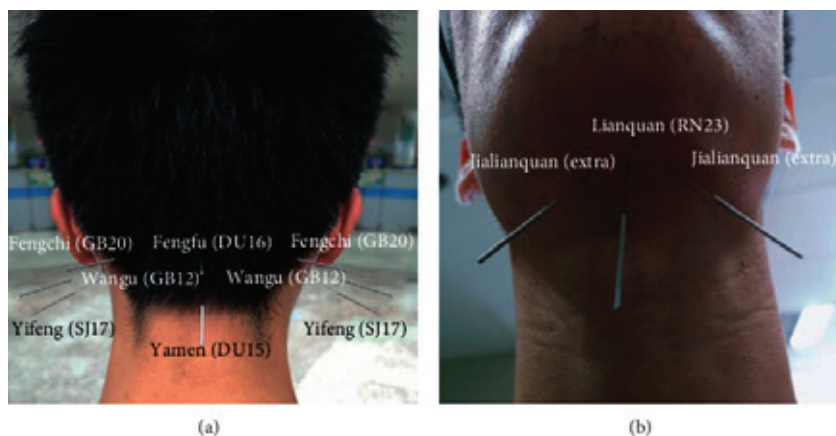 Fengchi (GB20) Fengfu (DU16) Fengchi (GB20)
Wangu (GB12) Wangu (GB12)
Yifeng (SJ17) Yifeng (SJ17)
Yamen (DU15)
(a)
Lianquan (RN23)
Jialianquan (extra) Jialianquan (extra)
(b)